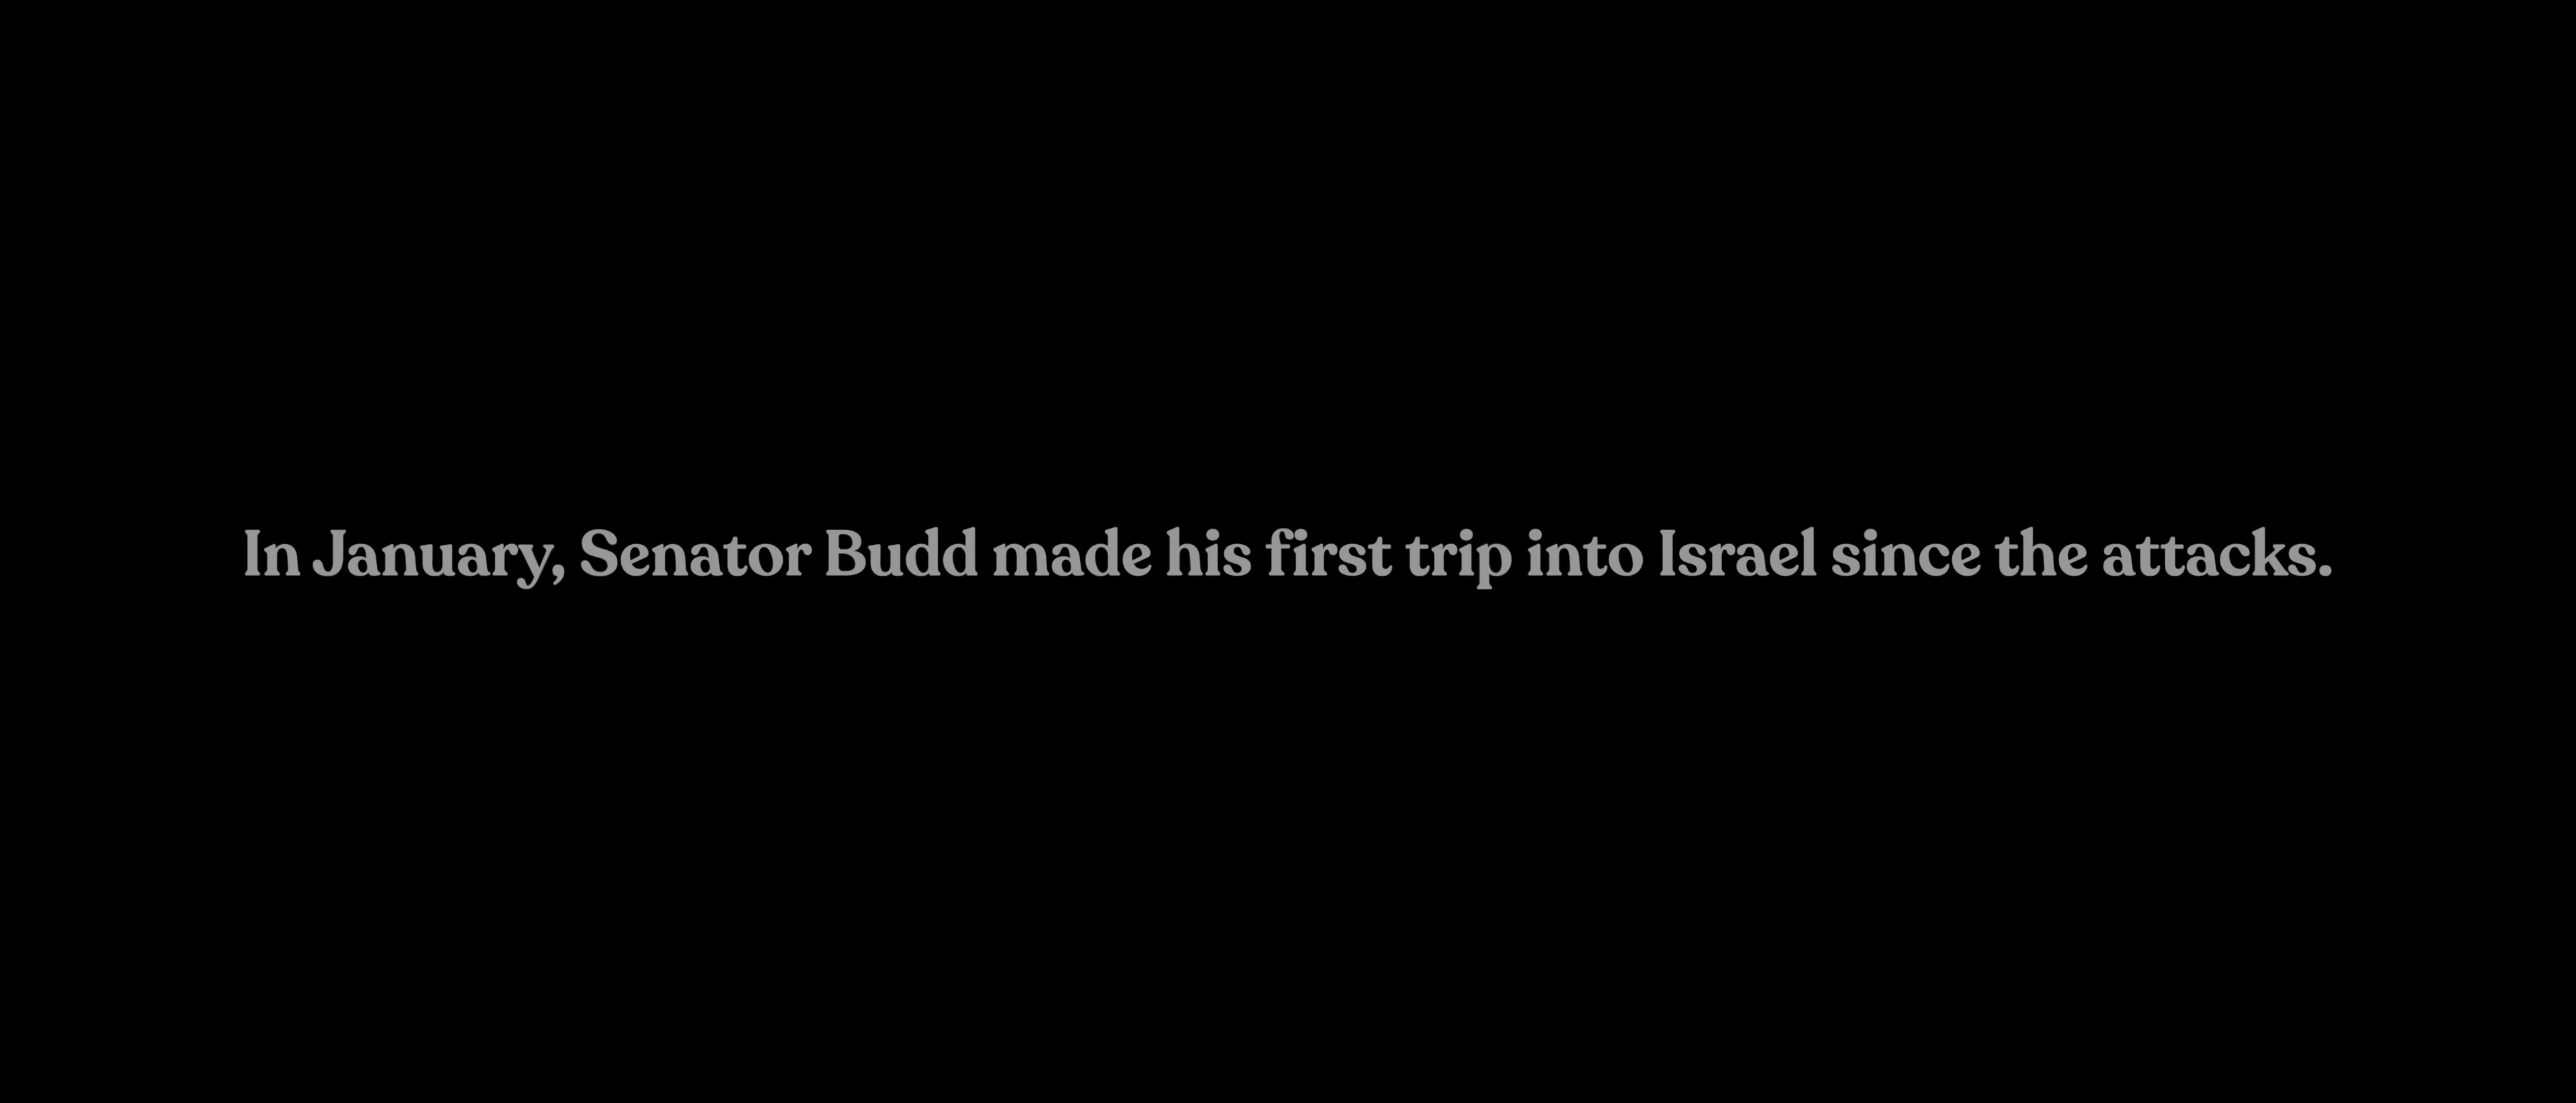 In January, Senator Budd made his first trip into Israel since the attacks.